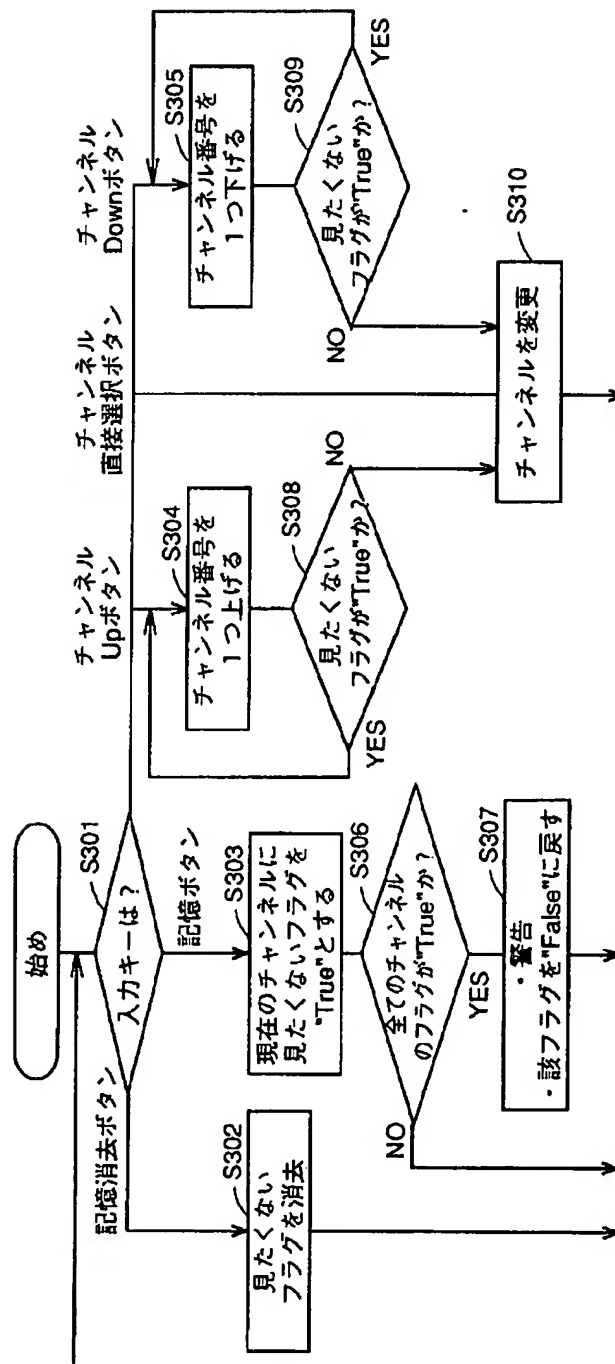 始め
S301
入力キーは？
記憶消去ボタン
S302
見たくない
フラグを消去
記憶ボタン
S303
現在のチャンネルに
見たくないフラグを
"True"とする
S306
全てのチャンネル
のフラグが"True"か？
NO
YES
S307
・警告
・該フラグを"False"に戻す
チャンネル
Upボタン
S304
チャンネル番号を
1つ上げる
S308
見たくない
フラグが"True"か？
YES
NO
チャンネル
直接選択ボタン
チャンネル
Downボタン
S305
チャンネル番号を
1つ下げる
S309
見たくない
フラグが"True"か？
YES
NO
S310
チャンネルを変更